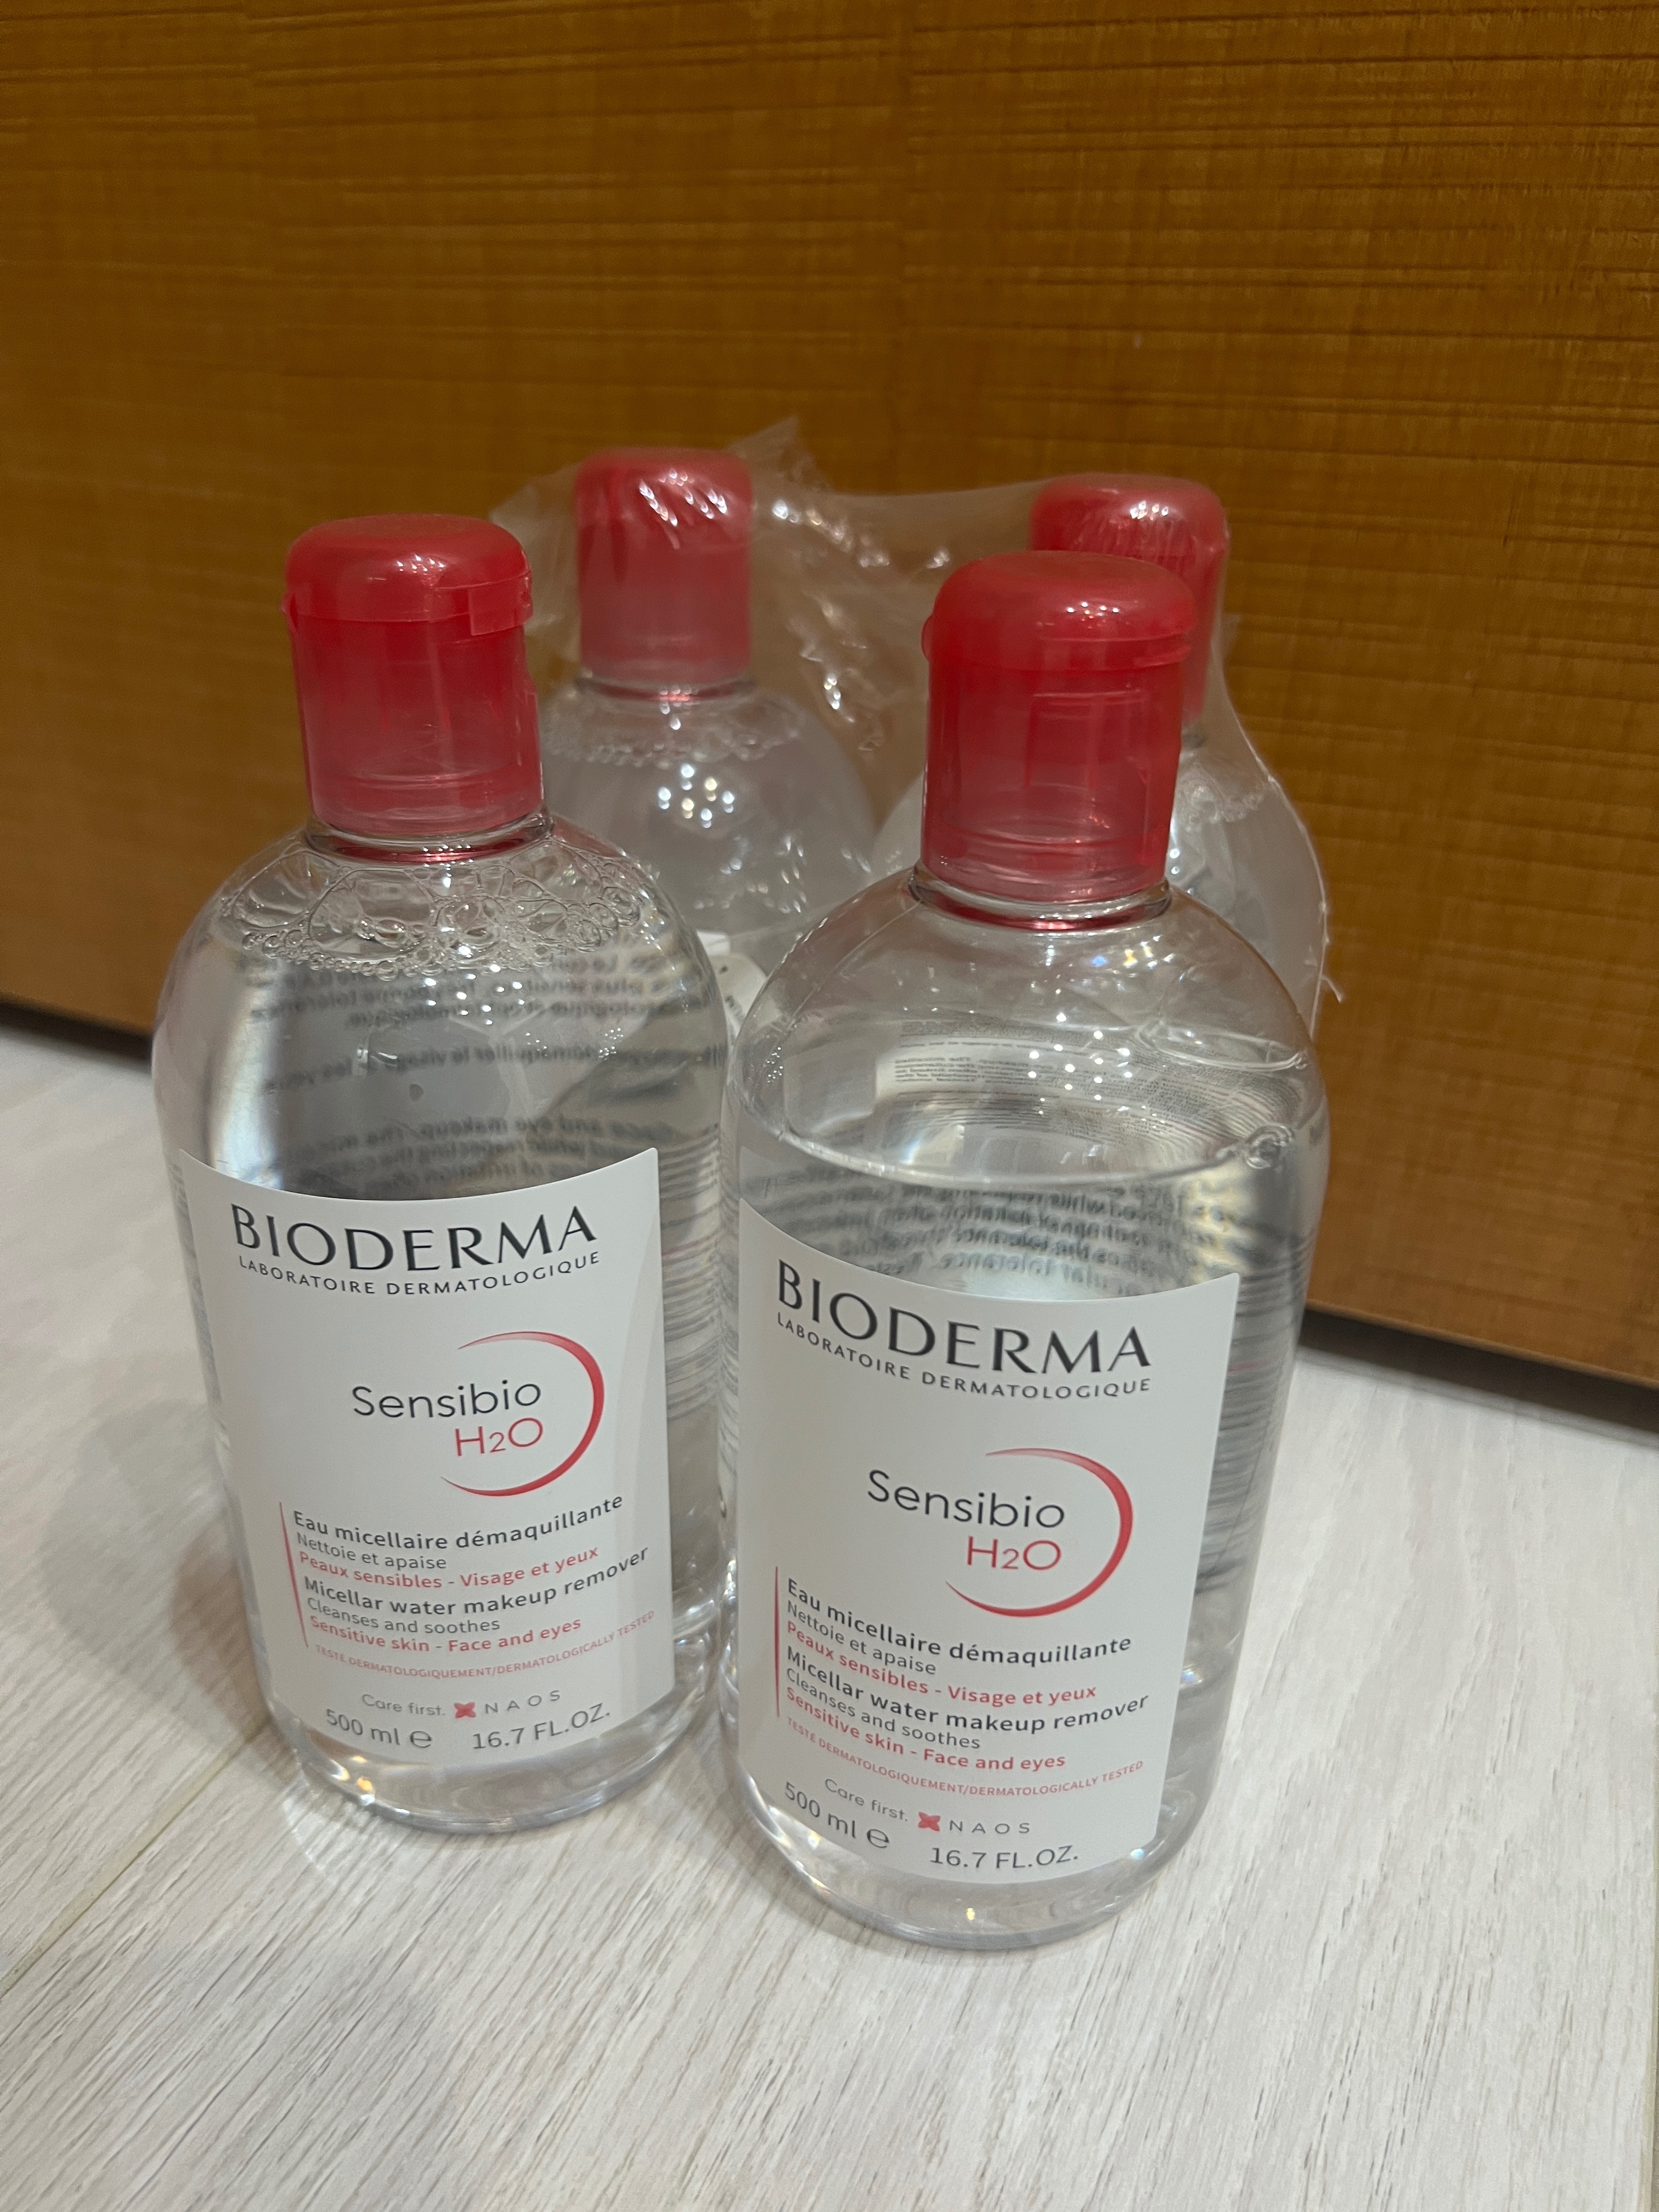 BIODERMA
LABORATOIRE DERMATOLOGIQUE
Sensibio
H2O
Eau micellaire démaquillante
Nettoie et apaise
Peaux sensibles - Visage et yeux
Micellar water makeup remover
Cleanses and soothes
Sensitive skin - Face and eyes
TESTÉ DERMATOLOGIQUEMENT/DERMATOLOGICALLY TESTED
Care first. NAOS
500 ml e 16.7 FL.OZ.
BIODERMA
LABORATOIRE DERMATOLOGIQUE
Sensibio
H2O
Eau micellaire démaquillante
Nettoie et apaise
Peaux sensibles - Visage et yeux
Micellar water makeup remover
Cleanses and soothes
Sensitive skin - Face and eyes
TESTÉ DERMATOLOGIQUEMENT/DERMATOLOGICALLY TESTED
Care first. NAOS
500 ml e 16.7 FL.OZ.